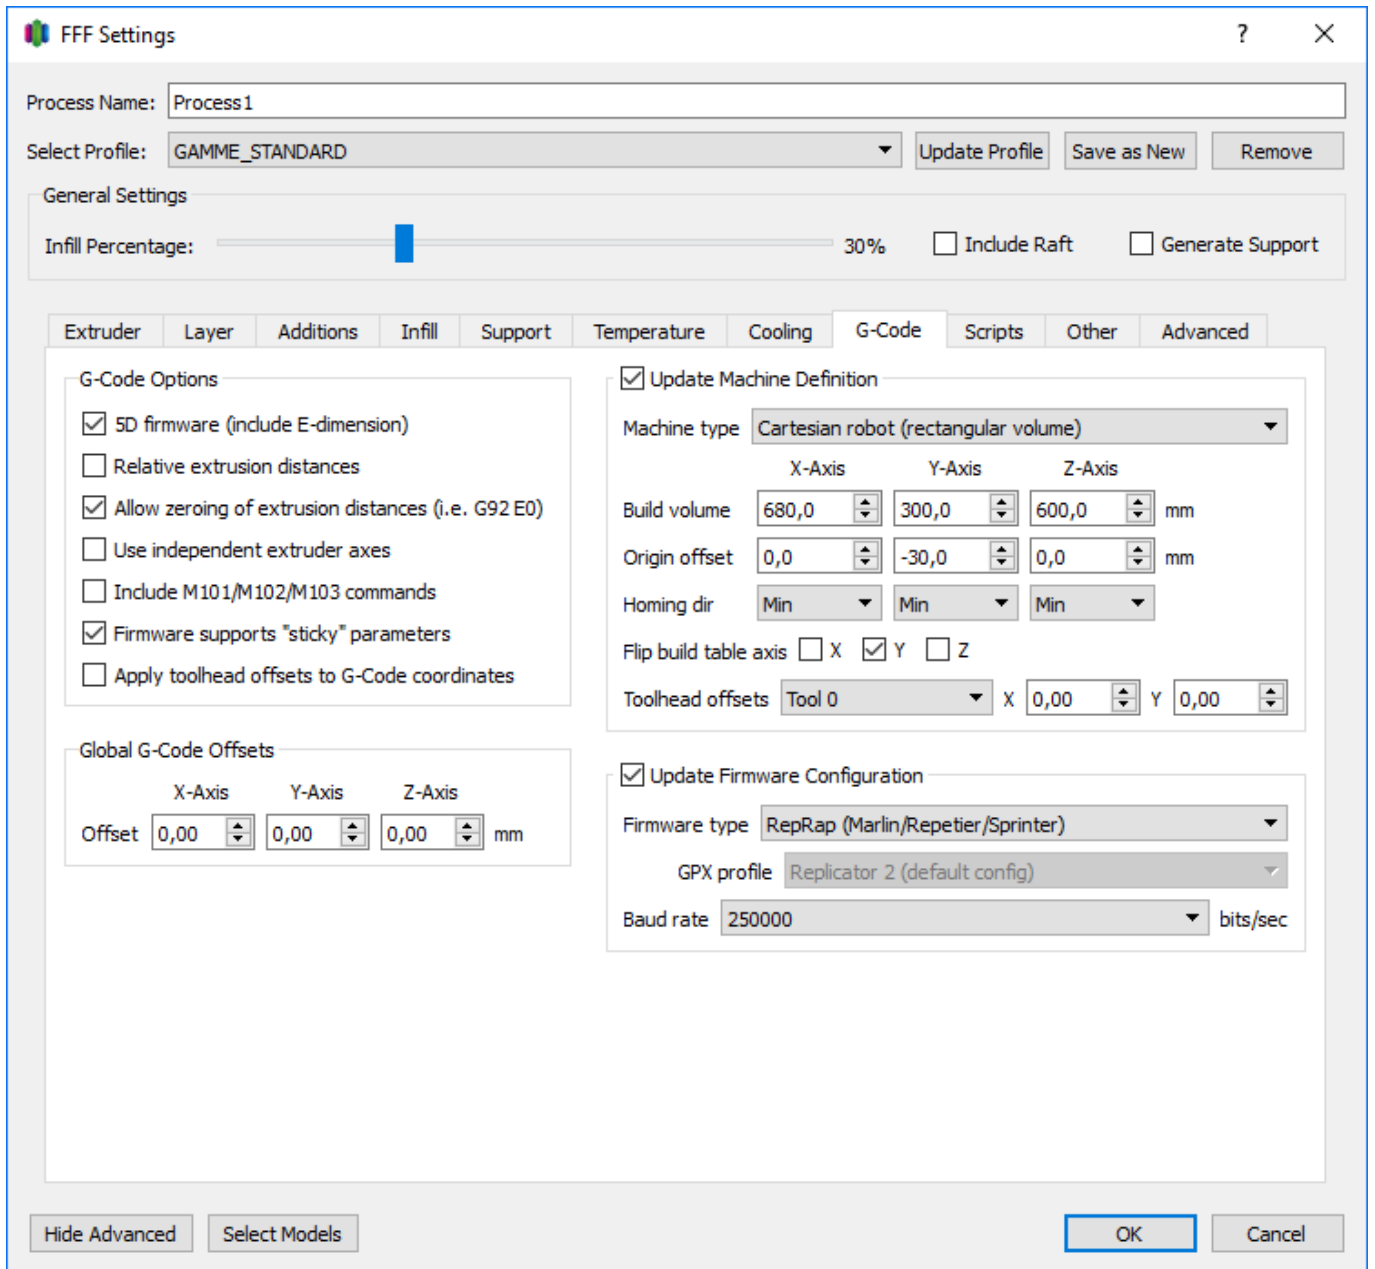 FFF Settings ?
Process Name: Process1
Select Profile: GAMME_STANDARD Update Profile Save as New Remove
General Settings
Infill Percentage: 30% Include Raft Generate Support
Extruder Layer Additions Infill Support Temperature Cooling G-Code Scripts Other Advanced
G-Code Options
5D firmware (include E-dimension)
Relative extrusion distances
Allow zeroing of extrusion distances (i.e. G92 E0)
Use independent extruder axes
Include M101/M102/M103 commands
Firmware supports "sticky" parameters
Apply toolhead offsets to G-Code coordinates
Global G-Code Offsets
X-Axis Y-Axis Z-Axis
Offset 0,00 0,00 0,00 mm
Update Machine Definition
Machine type Cartesian robot (rectangular volume)
X-Axis Y-Axis Z-Axis
Build volume 680,0 300,0 600,0 mm
Origin offset 0,0 -30,0 0,0 mm
Homing dir Min Min Min
Flip build table axis X Y Z
Toolhead offsets Tool 0 X 0,00 Y 0,00
Update Firmware Configuration
Firmware type RepRap (Marlin/Repetier/Sprinter)
GPX profile Replicator 2 (default config)
Baud rate 250000 bits/sec
Hide Advanced Select Models OK Cancel